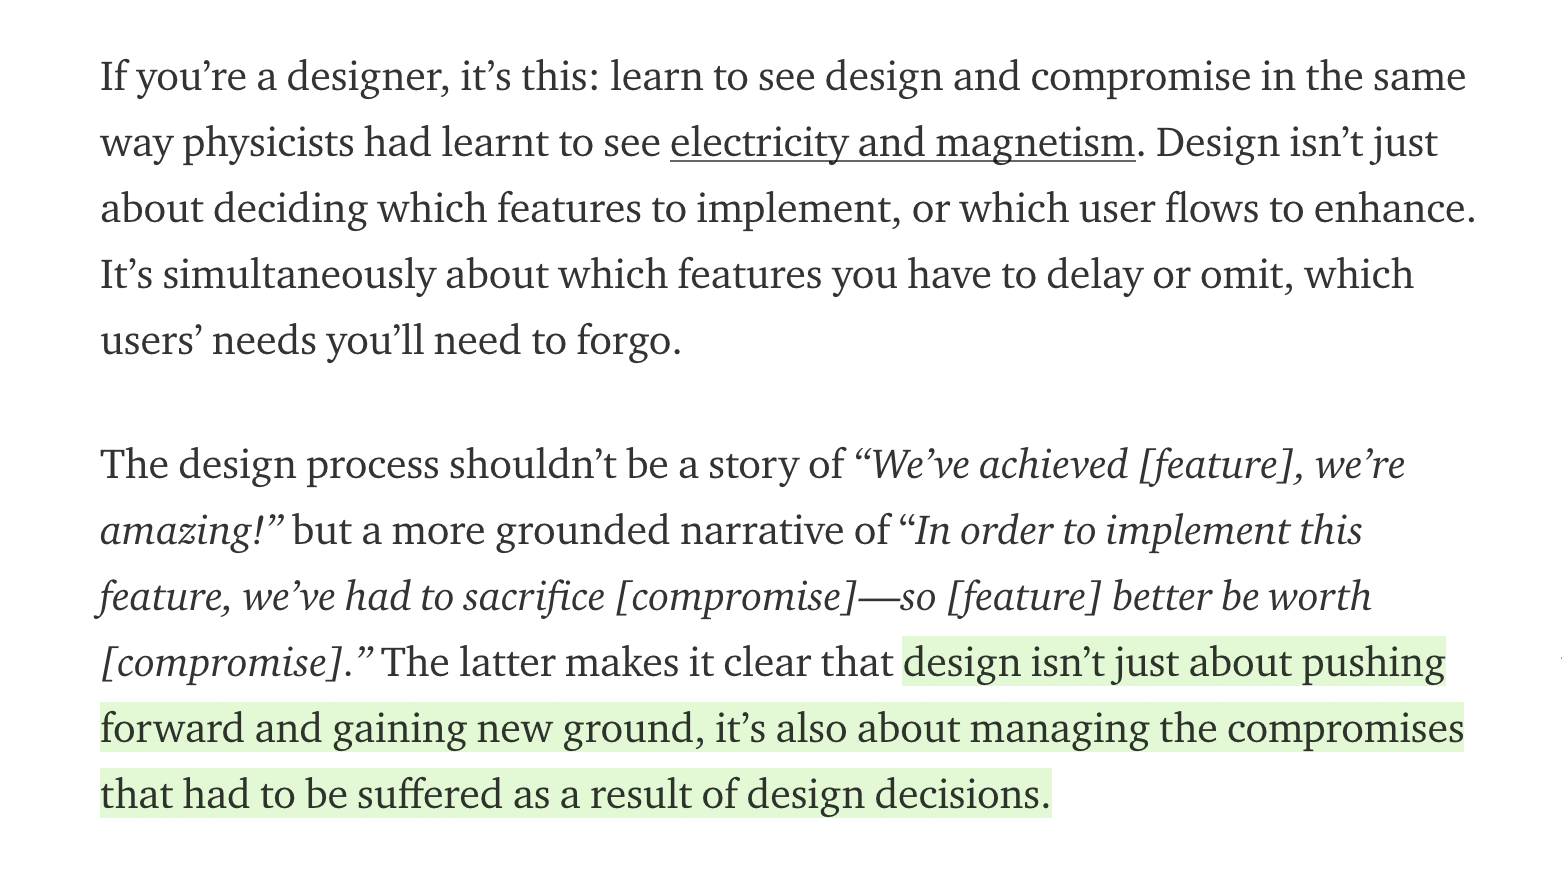 If you’re a designer, it’s this: learn to see design and compromise in the same
way physicists had learnt to see electricity and magnetism. Design isn’t just
about deciding which features to implement, or which user flows to enhance.
It’s simultaneously about which features you have to delay or omit, which
users’ needs you’ll need to forgo.
The design process shouldn’t be a story of “We’ve achieved [feature], we’re
amazing!” but a more grounded narrative of “In order to implement this
feature, we’ve had to sacrifice [compromise]—so [feature] better be worth
[compromise].” The latter makes it clear that design isn’t just about pushing
forward and gaining new ground, it’s also about managing the compromises
that had to be suffered as a result of design decisions.